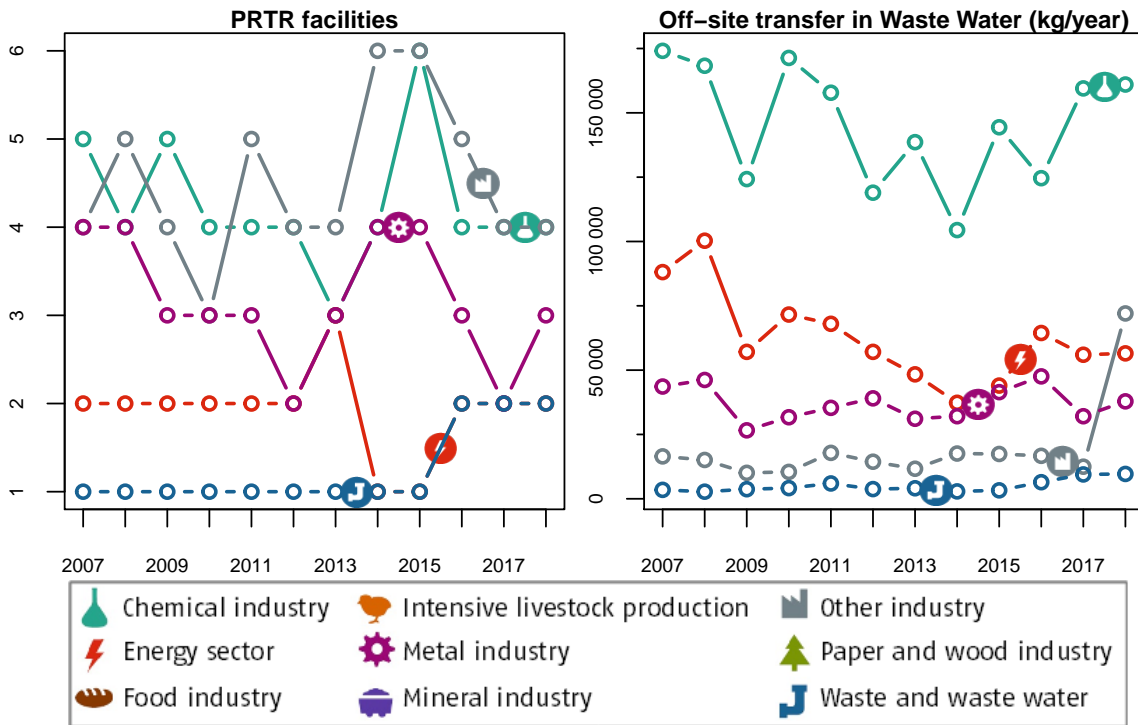 PRTR facilities
Off−site transfer in Waste Water (kg/year)
6
5
4
3
2
1
150 000
100 000
50 000
0
2007 2009 2011 2013 2015 2017
2007 2009 2011 2013 2015 2017
Chemical industry Intensive livestock production Other industry
Energy sector Metal industry Paper and wood industry
Food industry Mineral industry Waste and waste water